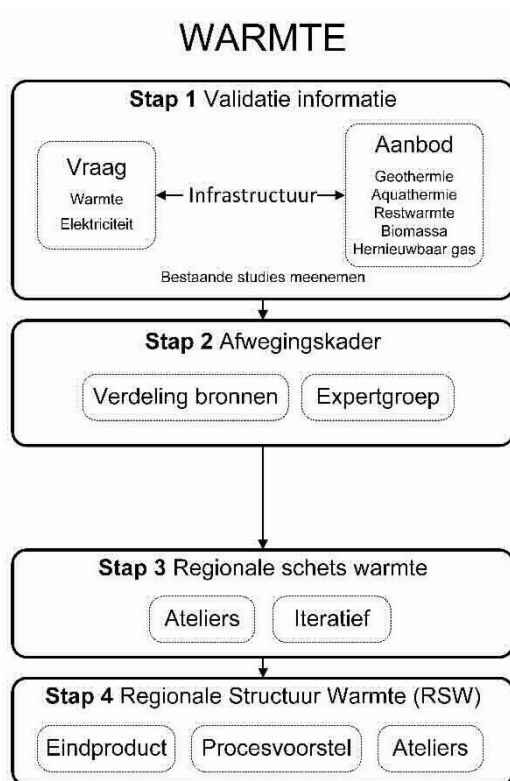 WARMTE
Stap 1 Validatie informatie
Vraag
Warmte
Elektriciteit
Infrastructuur
Aanbod
Geothermie
Aquathermie
Restwarmte
Biomassa
Hernieuwbaar gas
Bestaande studies meenemen
Stap 2 Afwegingskader
Verdeling bronnen
Expertgroep
Stap 3 Regionale schets warmte
Ateliers
Iteratief
Stap 4 Regionale Structuur Warmte (RSW)
Eindproduct
Procesvoorstel
Ateliers